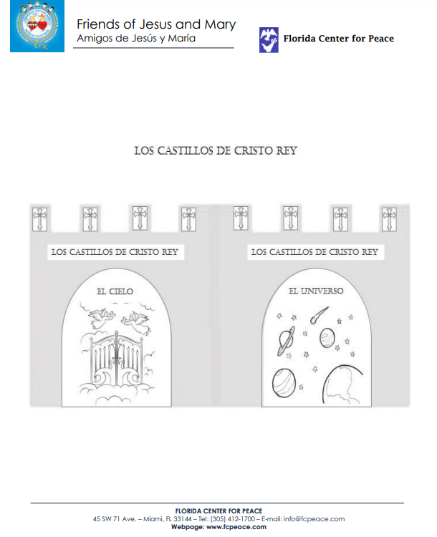 Friends of Jesus and Mary
Amigos de Jesús y María
Florida Center for Peace
LOS CASTILLOS DE CRISTO REY
LOS CASTILLOS DE CRISTO REY
EL CIELO
LOS CASTILLOS DE CRISTO REY
EL UNIVERSO
FLORIDA CENTER FOR PEACE
45 SW 71 Ave. – Miami, FL 33144 – Tel: (305) 412-1700 – E-mail: info@fcpeace.com
Webpage: www.fcpeace.com